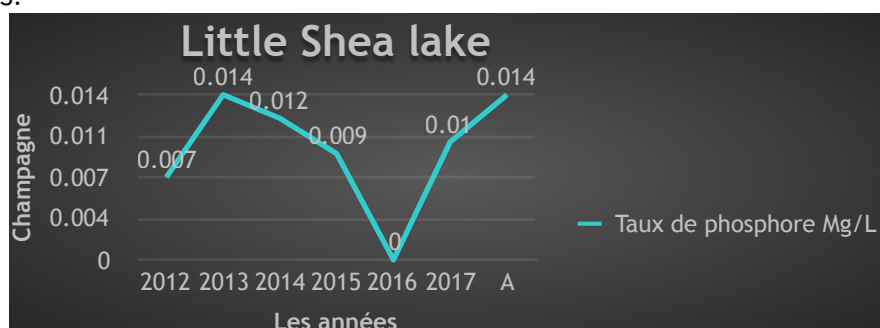 s.
Little Shea lake
0.014
0.014
0.012
0.014
0.011
0.009
0.01
0.007
0.007
0.004
0
0
Champagne
2012 2013 2014 2015 2016 2017 A
Les années
Taux de phosphore Mg/L